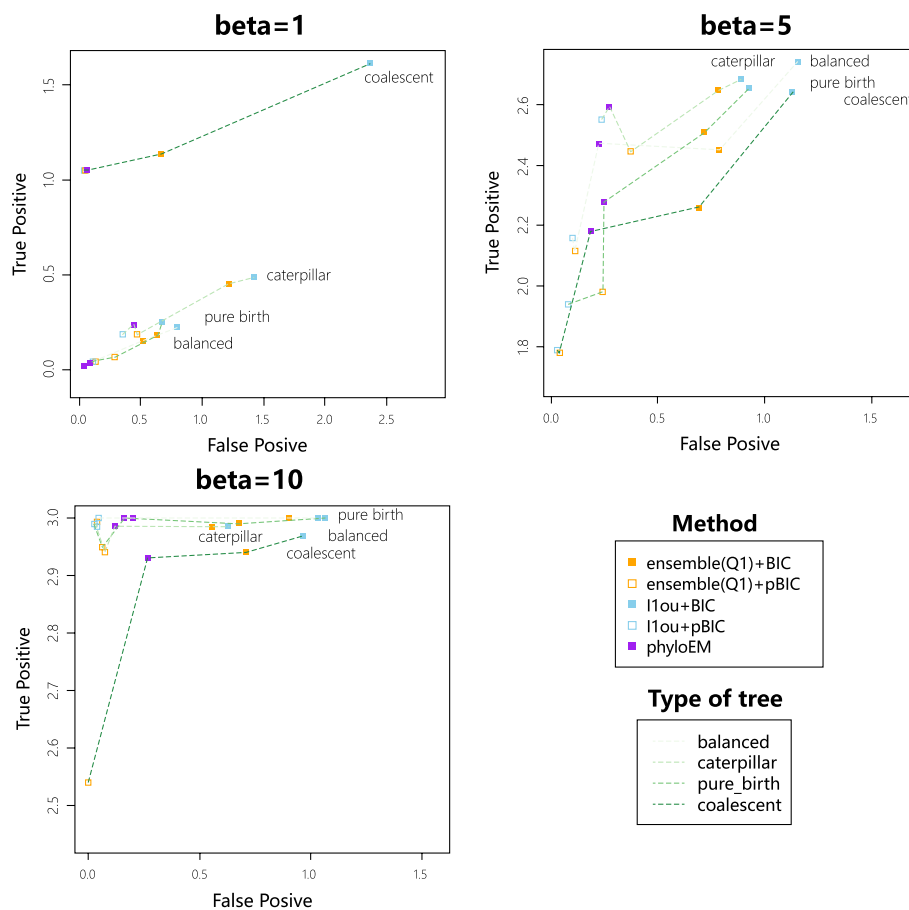 beta=1
True Positive
1.5
1.0
0.5
0.0
coalescent
caterpillar
pure birth
balanced
0.0 0.5 1.0 1.5 2.0 2.5
False Posive
beta=5
True Positive
2.6
2.4
2.2
2.0
1.8
caterpillar
balanced
pure birth
coalescent
0.0 0.5 1.0 1.5
False Posive
beta=10
True Positive
3.0
2.9
2.8
2.7
2.6
2.5
pure birth
caterpillar
balanced
coalescent
0.0 0.5 1.0 1.5
False Posive
Method
ensemble(Q1)+BIC
ensemble(Q1)+pBIC
l1ou+BIC
l1ou+pBIC
phyloEM
Type of tree
balanced
caterpillar
pure_birth
coalescent